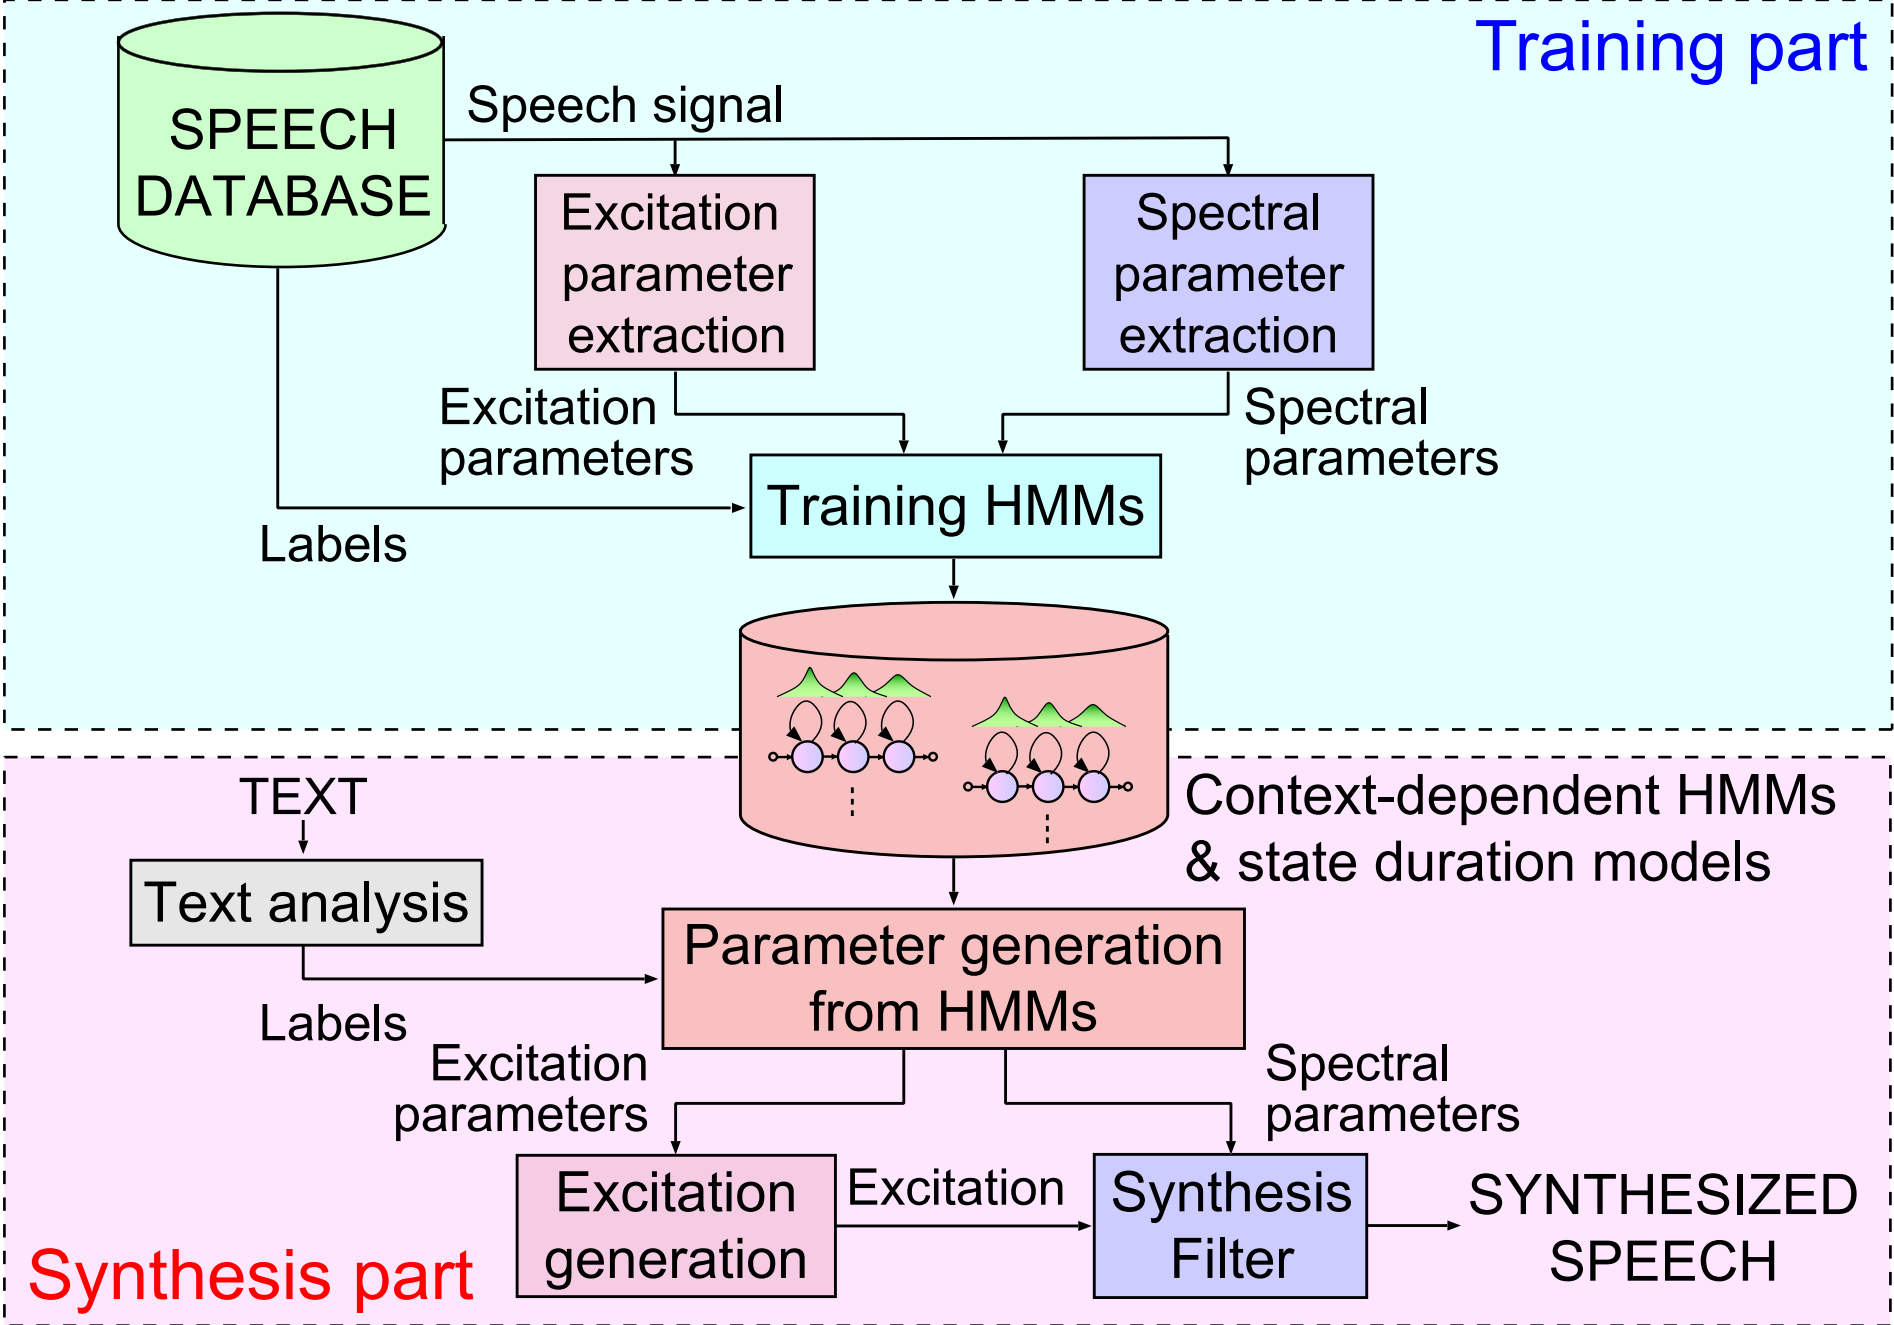 Training part
SPEECH
DATABASE
Speech signal
Excitation
parameter
extraction
Spectral
parameter
extraction
Excitation
parameters
Spectral
parameters
Training HMMs
Labels
Context-dependent HMMs
& state duration models
TEXT
Text analysis
Labels
Parameter generation
from HMMs
Excitation
parameters
Spectral
parameters
Excitation
generation
Excitation
Synthesis
Filter
SYNTHESIZED
SPEECH
Synthesis part